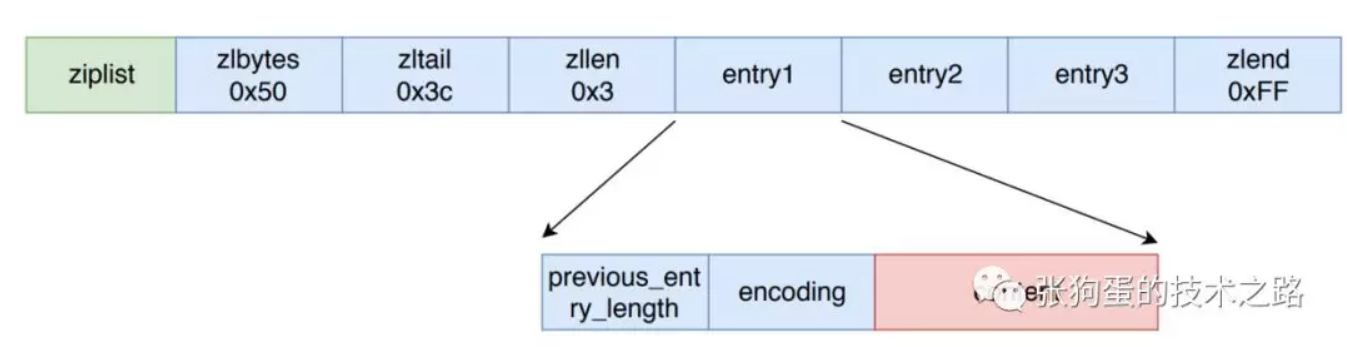 ziplist
zlbytes
0x50
zltail
0x3c
zllen
0x3
entry1
entry2
entry3
zlend
0xFF
previous_ent
ry_length
encoding
张狗蛋的技术之路